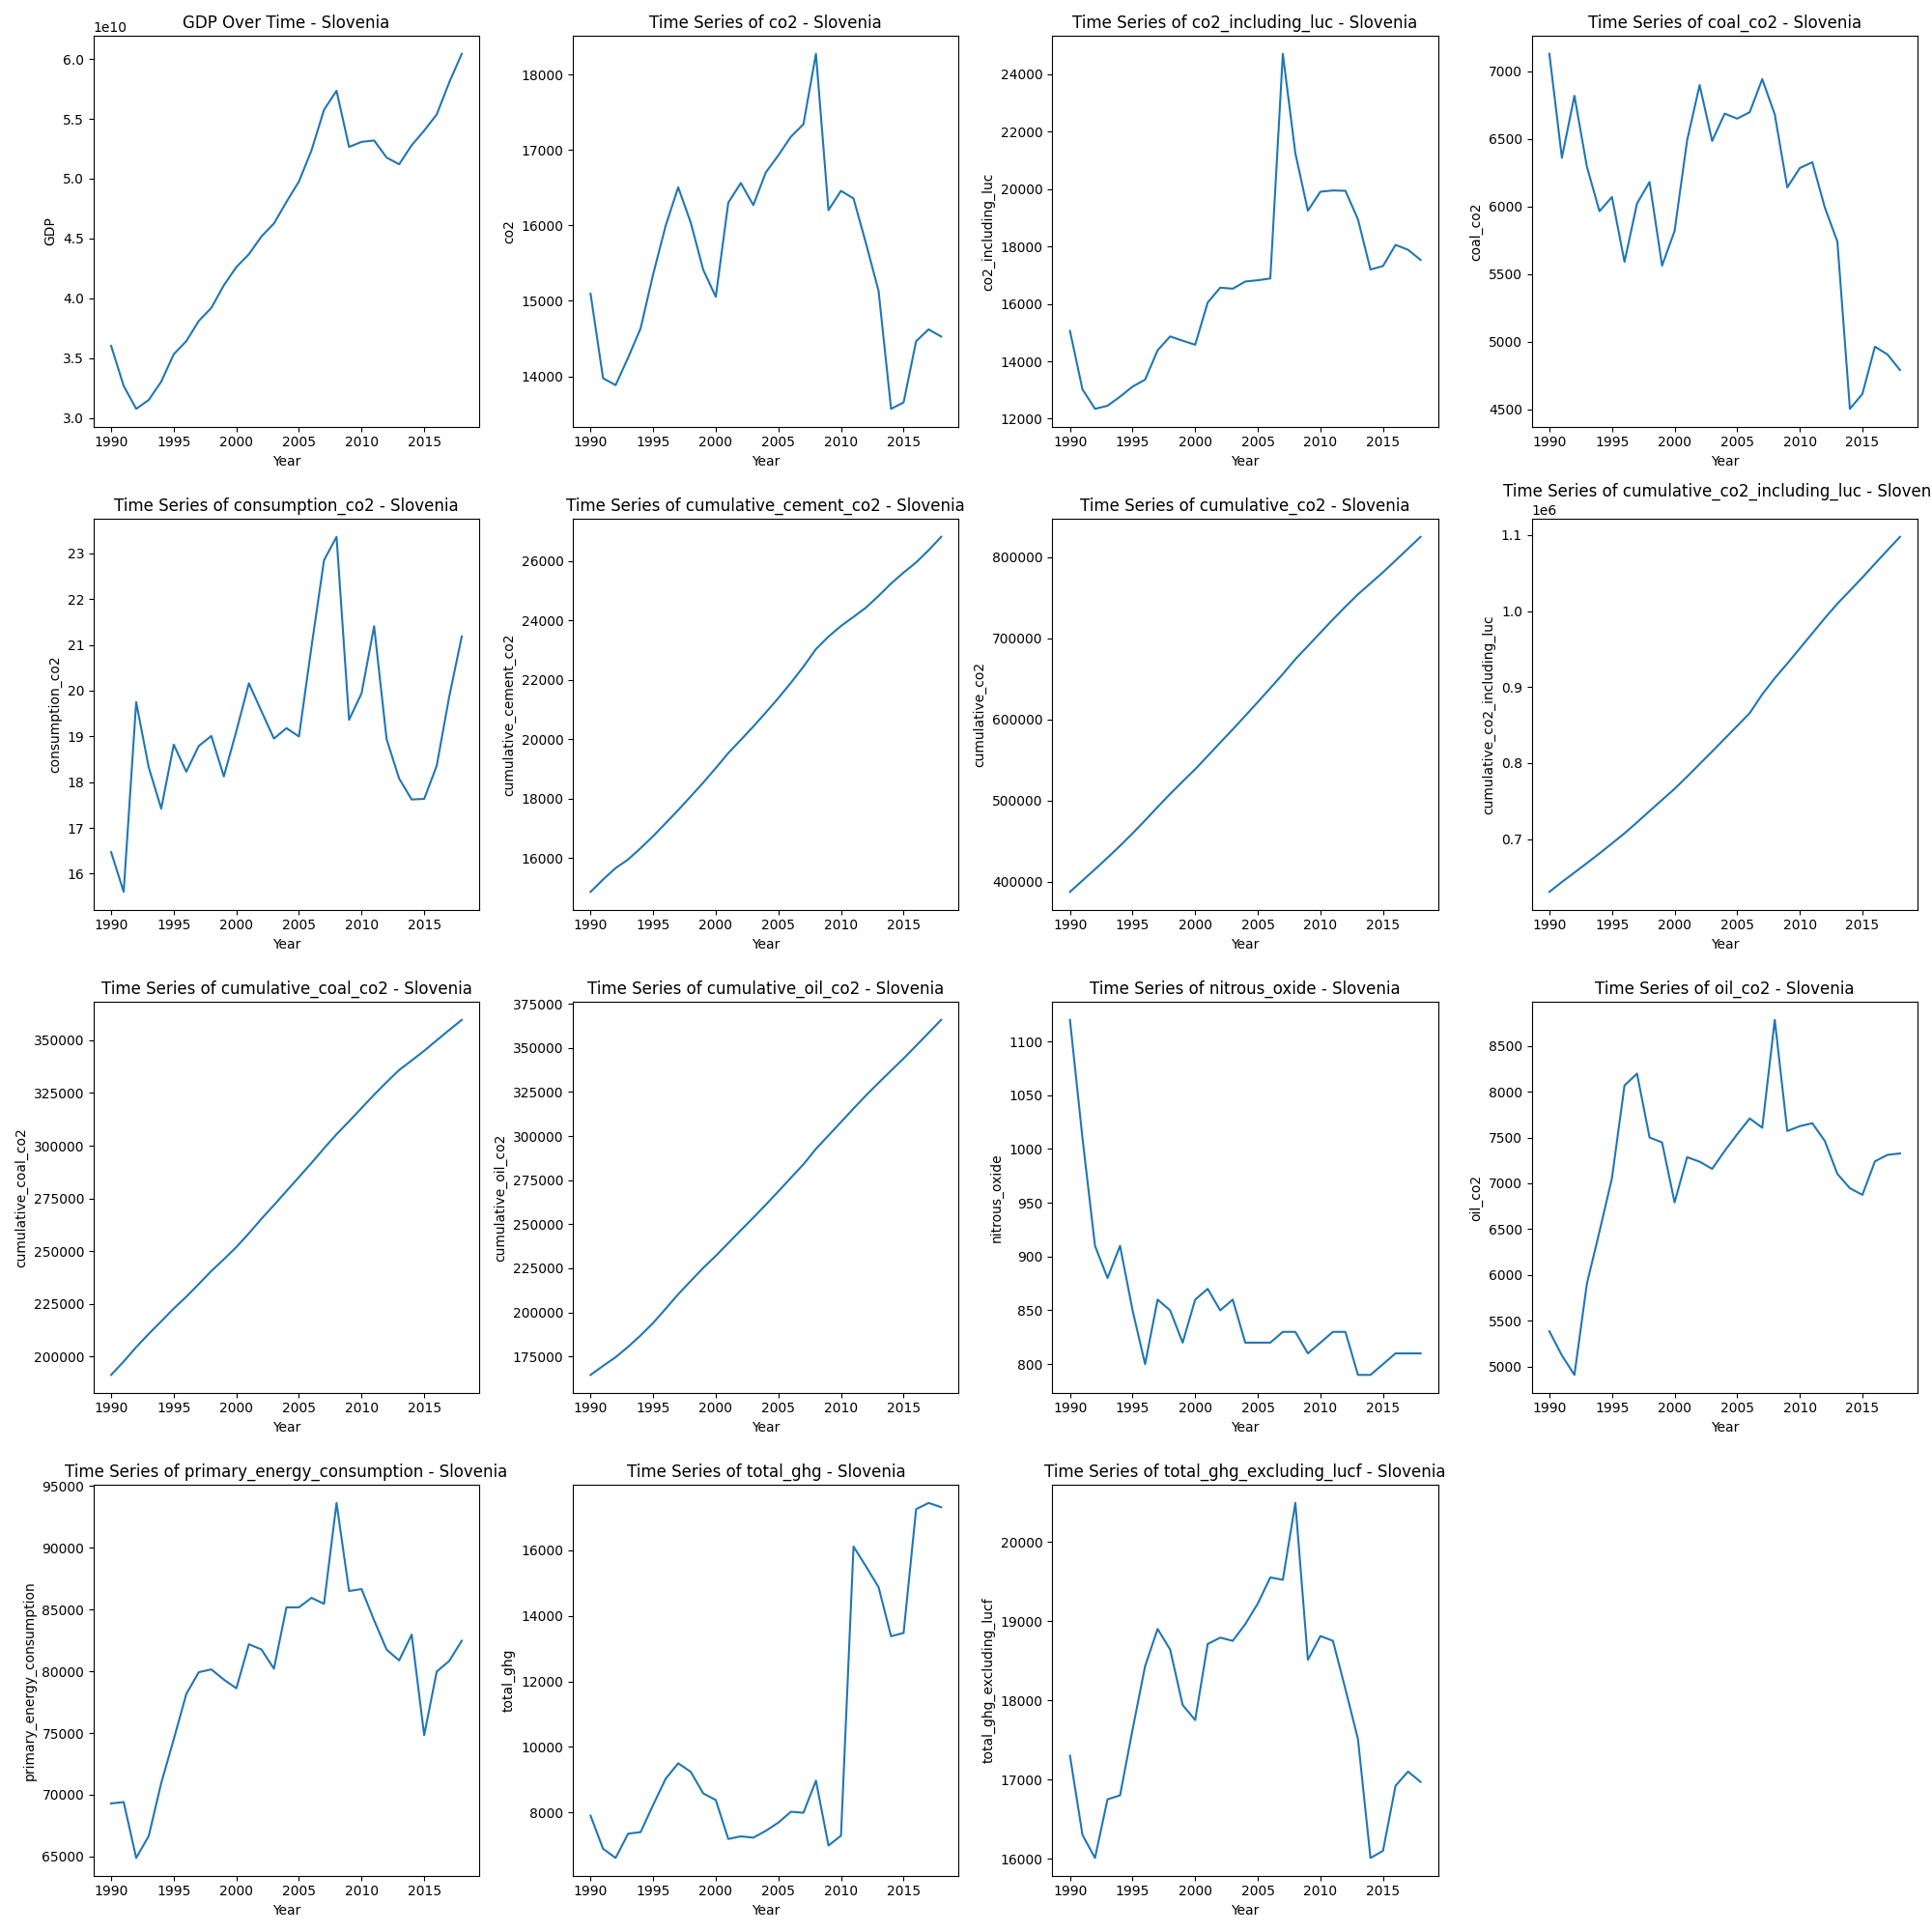 GDP Over Time - Slovenia
1e10
6.0
5.5
5.0
4.5
4.0
3.5
3.0
GDP
1990 1995 2000 2005 2010 2015
Year
Time Series of co2 - Slovenia
18000
17000
16000
15000
14000
co2
1990 1995 2000 2005 2010 2015
Year
Time Series of co2_including_luc - Slovenia
24000
22000
20000
18000
16000
14000
12000
co2_including_luc
1990 1995 2000 2005 2010 2015
Year
Time Series of coal_co2 - Slovenia
7000
6500
6000
5500
5000
4500
coal_co2
1990 1995 2000 2005 2010 2015
Year
Time Series of consumption_co2 - Slovenia
23
22
21
20
19
18
17
16
consumption_co2
1990 1995 2000 2005 2010 2015
Year
Time Series of cumulative_cement_co2 - Slovenia
26000
24000
22000
20000
18000
16000
cumulative_cement_co2
1990 1995 2000 2005 2010 2015
Year
Time Series of cumulative_co2 - Slovenia
800000
700000
600000
500000
400000
cumulative_co2
1990 1995 2000 2005 2010 2015
Year
Time Series of cumulative_co2_including_luc - Sloven
1e6
1.1
1.0
0.9
0.8
0.7
cumulative_co2_including_luc
1990 1995 2000 2005 2010 2015
Year
Time Series of cumulative_coal_co2 - Slovenia
350000
325000
300000
275000
250000
225000
200000
cumulative_coal_co2
1990 1995 2000 2005 2010 2015
Year
Time Series of cumulative_oil_co2 - Slovenia
375000
350000
325000
300000
275000
250000
225000
200000
175000
cumulative_oil_co2
1990 1995 2000 2005 2010 2015
Year
Time Series of nitrous_oxide - Slovenia
1100
1050
1000
950
900
850
800
nitrous_oxide
1990 1995 2000 2005 2010 2015
Year
Time Series of oil_co2 - Slovenia
8500
8000
7500
7000
6500
6000
5500
5000
oil_co2
1990 1995 2000 2005 2010 2015
Year
Time Series of primary_energy_consumption - Slovenia
95000
90000
85000
80000
75000
70000
65000
primary_energy_consumption
1990 1995 2000 2005 2010 2015
Year
Time Series of total_ghg - Slovenia
16000
14000
12000
10000
8000
total_ghg
1990 1995 2000 2005 2010 2015
Year
Time Series of total_ghg_excluding_lucf - Slovenia
20000
19000
18000
17000
16000
total_ghg_excluding_lucf
1990 1995 2000 2005 2010 2015
Year